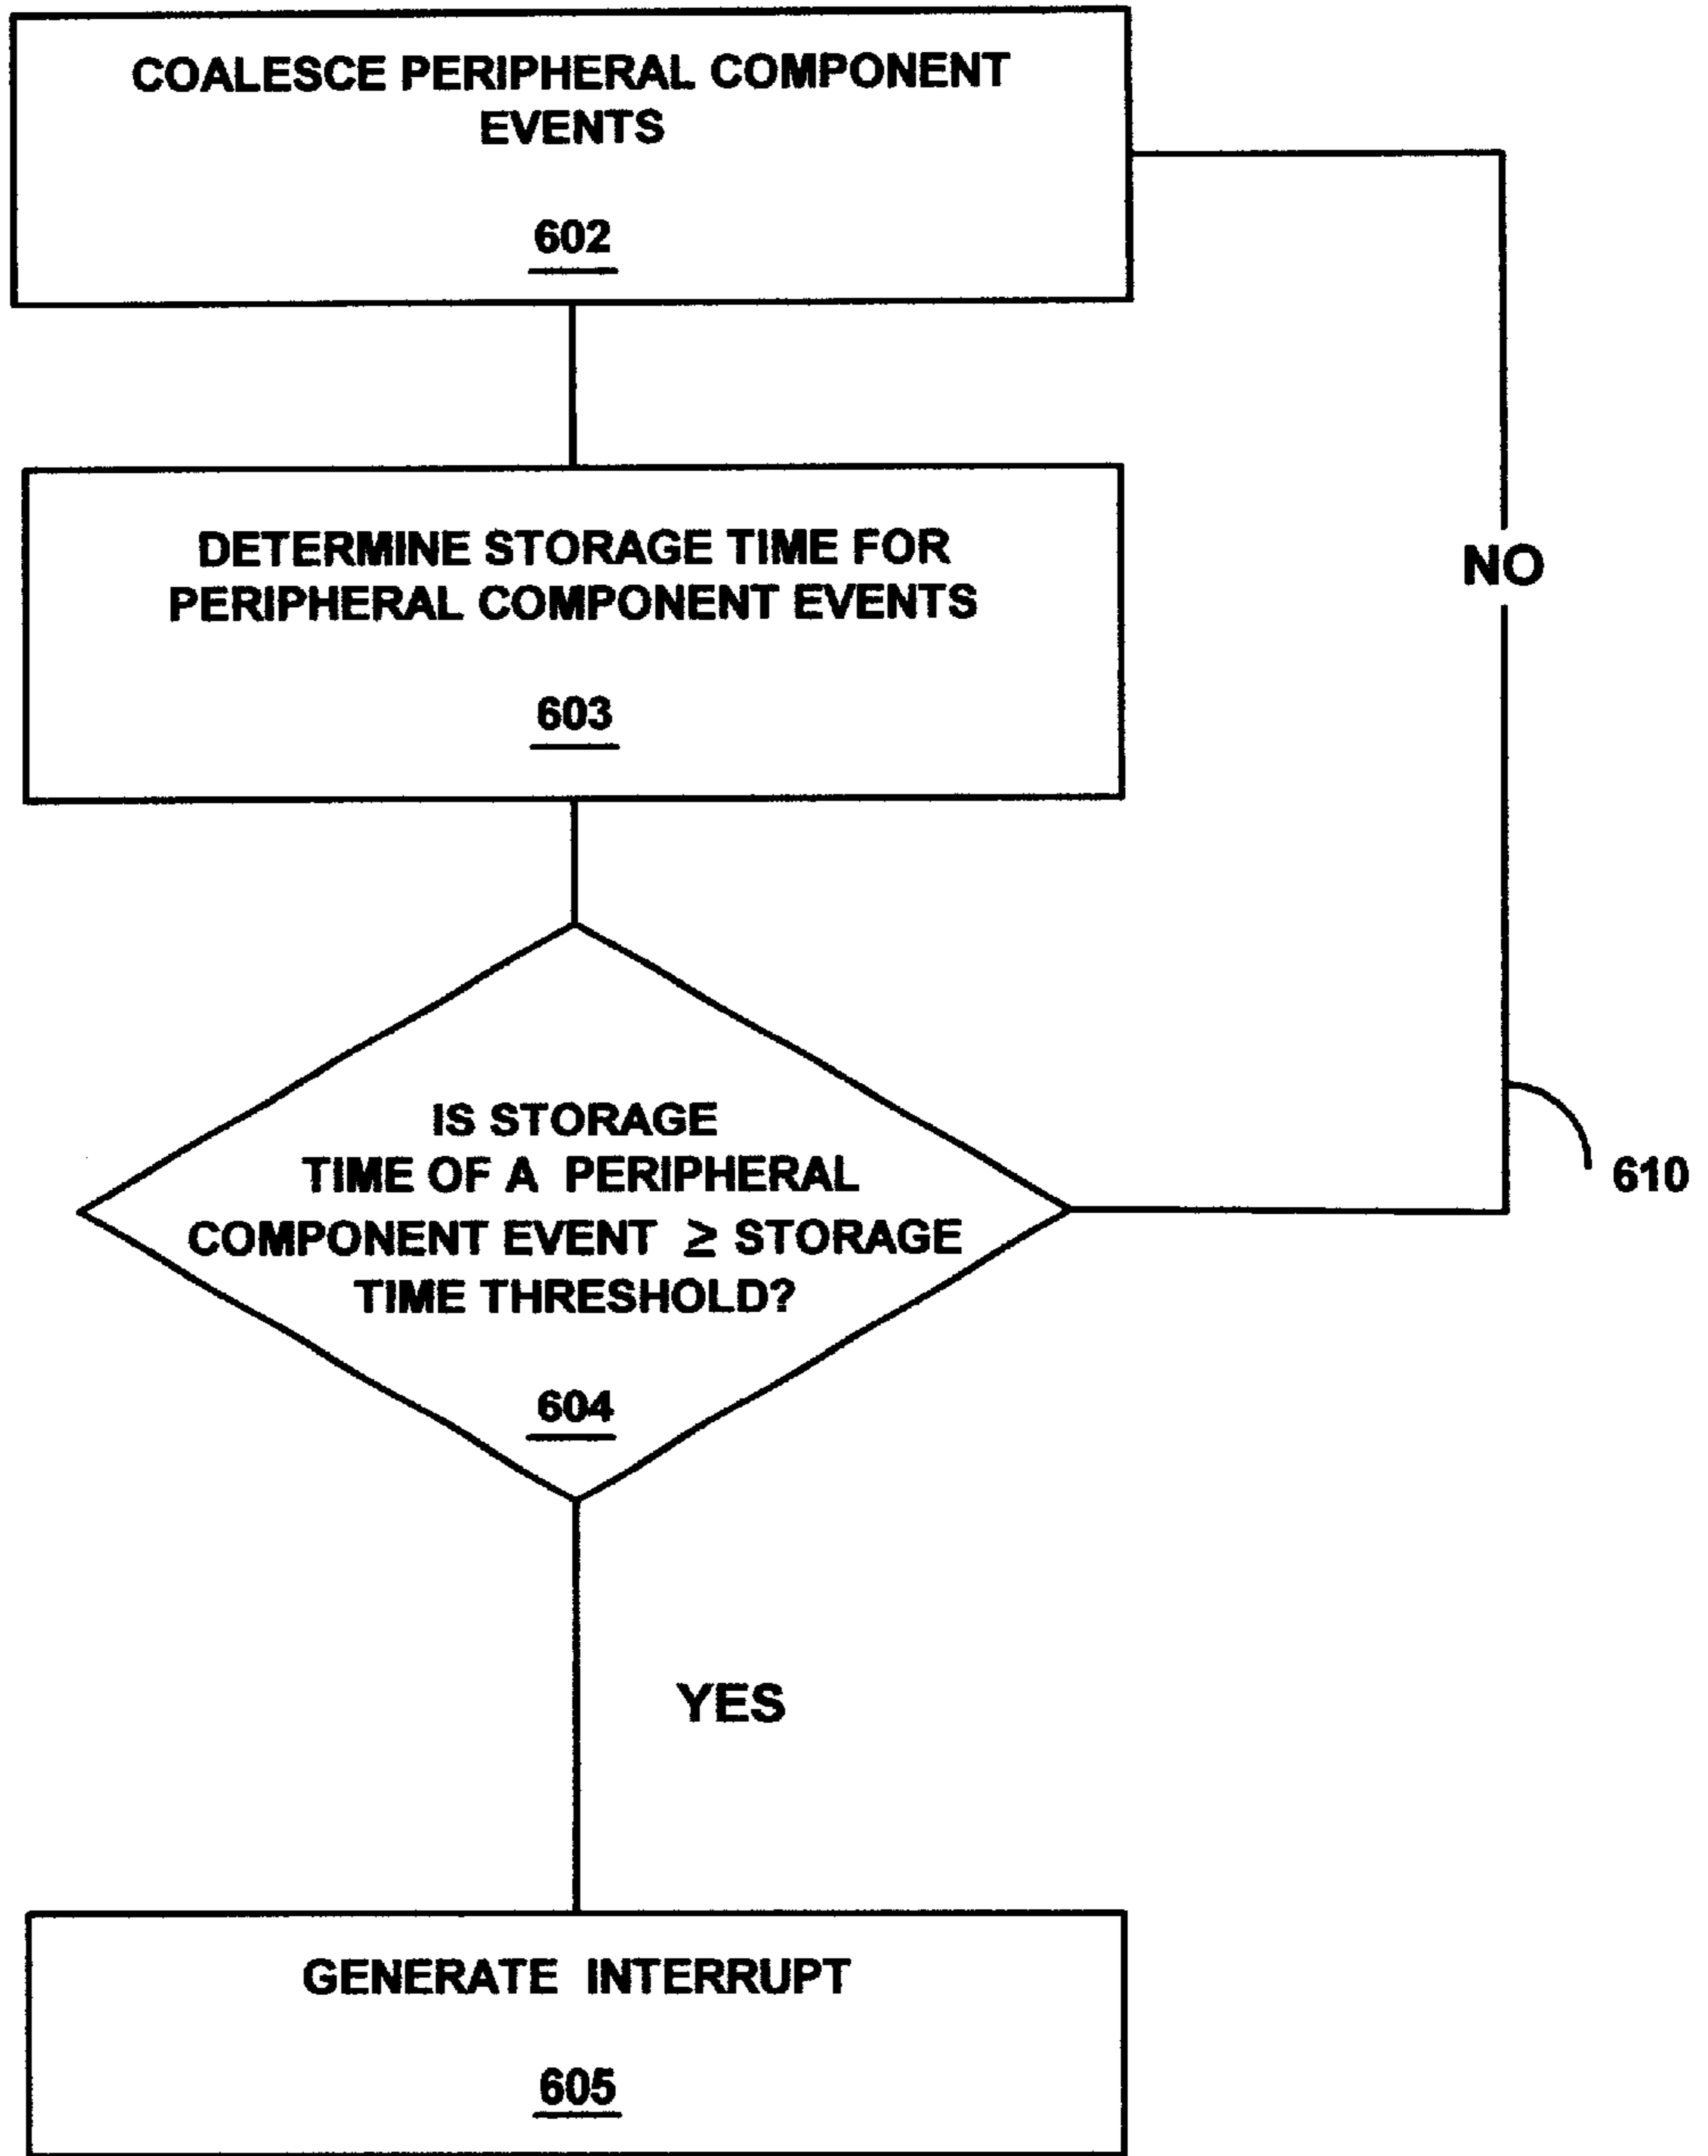 COALESCE PERIPHERAL COMPONENT
EVENTS
602
DETERMINE STORAGE TIME FOR
PERIPHERAL COMPONENT EVENTS
603
NO
IS STORAGE
TIME OF A PERIPHERAL
COMPONENT EVENT ≥ STORAGE
TIME THRESHOLD?
604
610
YES
GENERATE INTERRUPT
605